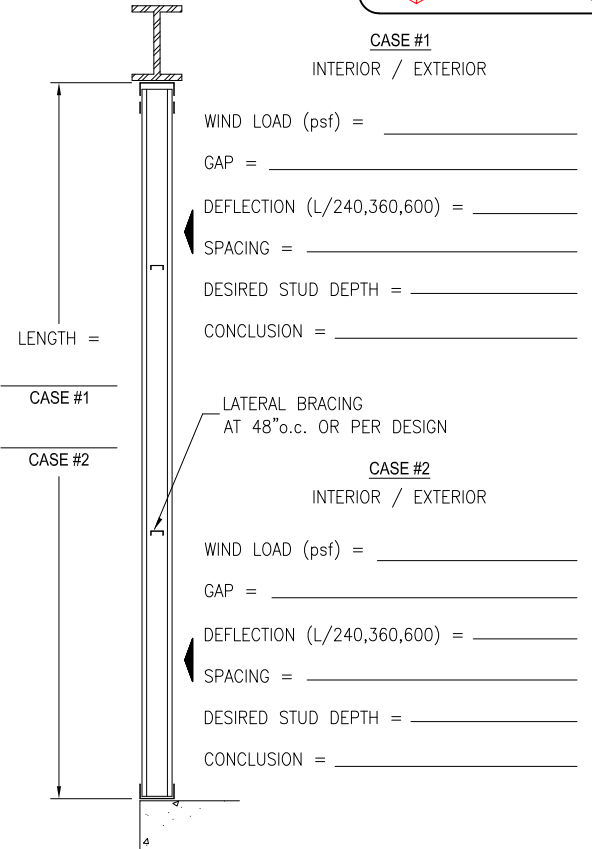 CASE #1
INTERIOR / EXTERIOR
WIND LOAD (psf) =
GAP =
DEFLECTION (L/240,360,600) =
SPACING =
DESIRED STUD DEPTH =
CONCLUSION =
LENGTH =
CASE #1
CASE #2
LATERAL BRACING
AT 48"o.c. OR PER DESIGN
CASE #2
INTERIOR / EXTERIOR
WIND LOAD (psf) =
GAP =
DEFLECTION (L/240,360,600) =
SPACING =
DESIRED STUD DEPTH =
CONCLUSION =